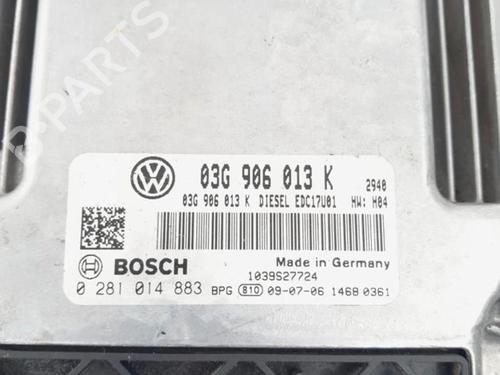 B-PARTS
03G 906 013 K 2940
03G 906 013 K DIESEL EDC17U01 HW: H04
BOSCH Made in Germany
1039S27724
0 281 014 883 BPG 810 09-07-06 1468 0361